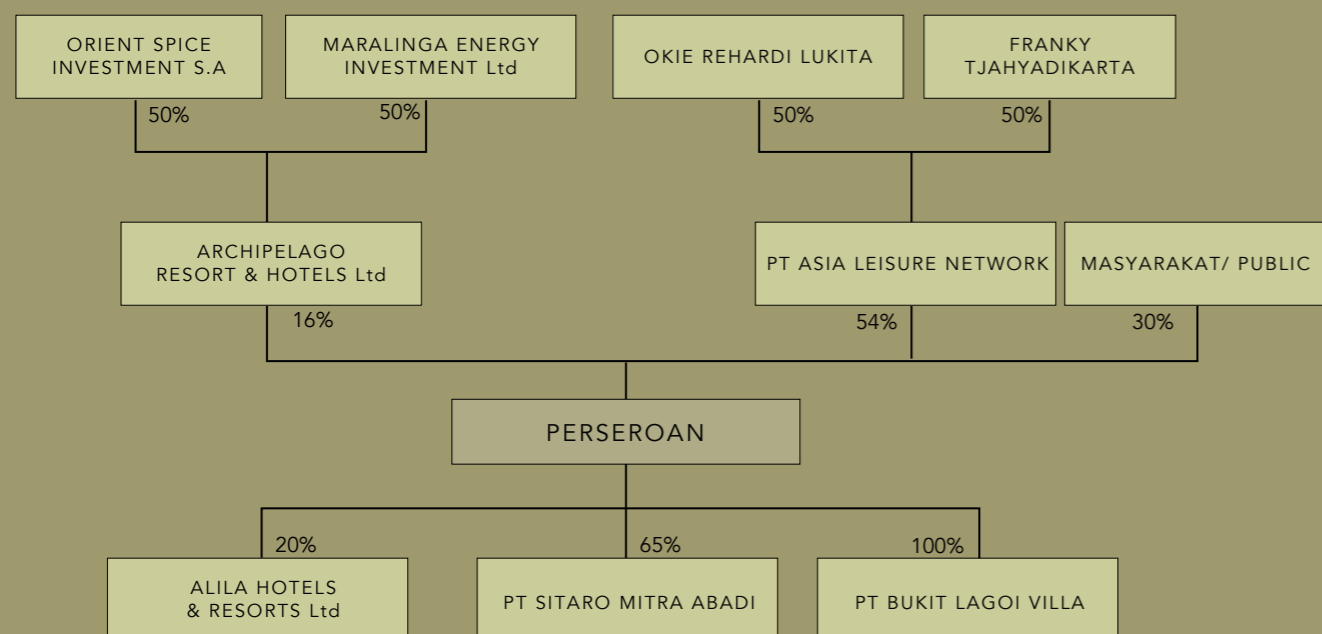 ORIENT SPICE
INVESTMENT S.A
MARALINGA ENERGY
INVESTMENT Ltd
OKIE REHARDI LUKITA
FRANKY
TJAHYADIKARTA
50%
50%
50%
50%
ARCHIPELAGO
RESORT & HOTELS Ltd
PT ASIA LEISURE NETWORK
MASYARAKAT/ PUBLIC
16%
54%
30%
PERSEROAN
20%
65%
100%
ALILA HOTELS
& RESORTS Ltd
PT SITARO MITRA ABADI
PT BUKIT LAGOI VILLA